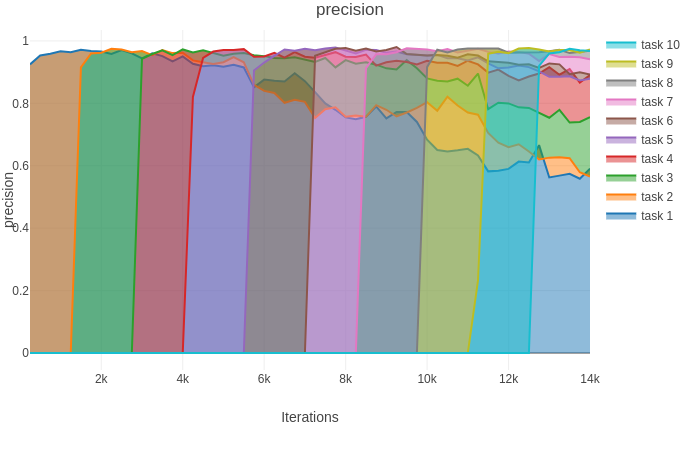 precision
precision
1
0.8
0.6
0.4
0.2
0
2k
4k
6k
8k
10k
12k
14k
Iterations
task 10
task 9
task 8
task 7
task 6
task 5
task 4
task 3
task 2
task 1